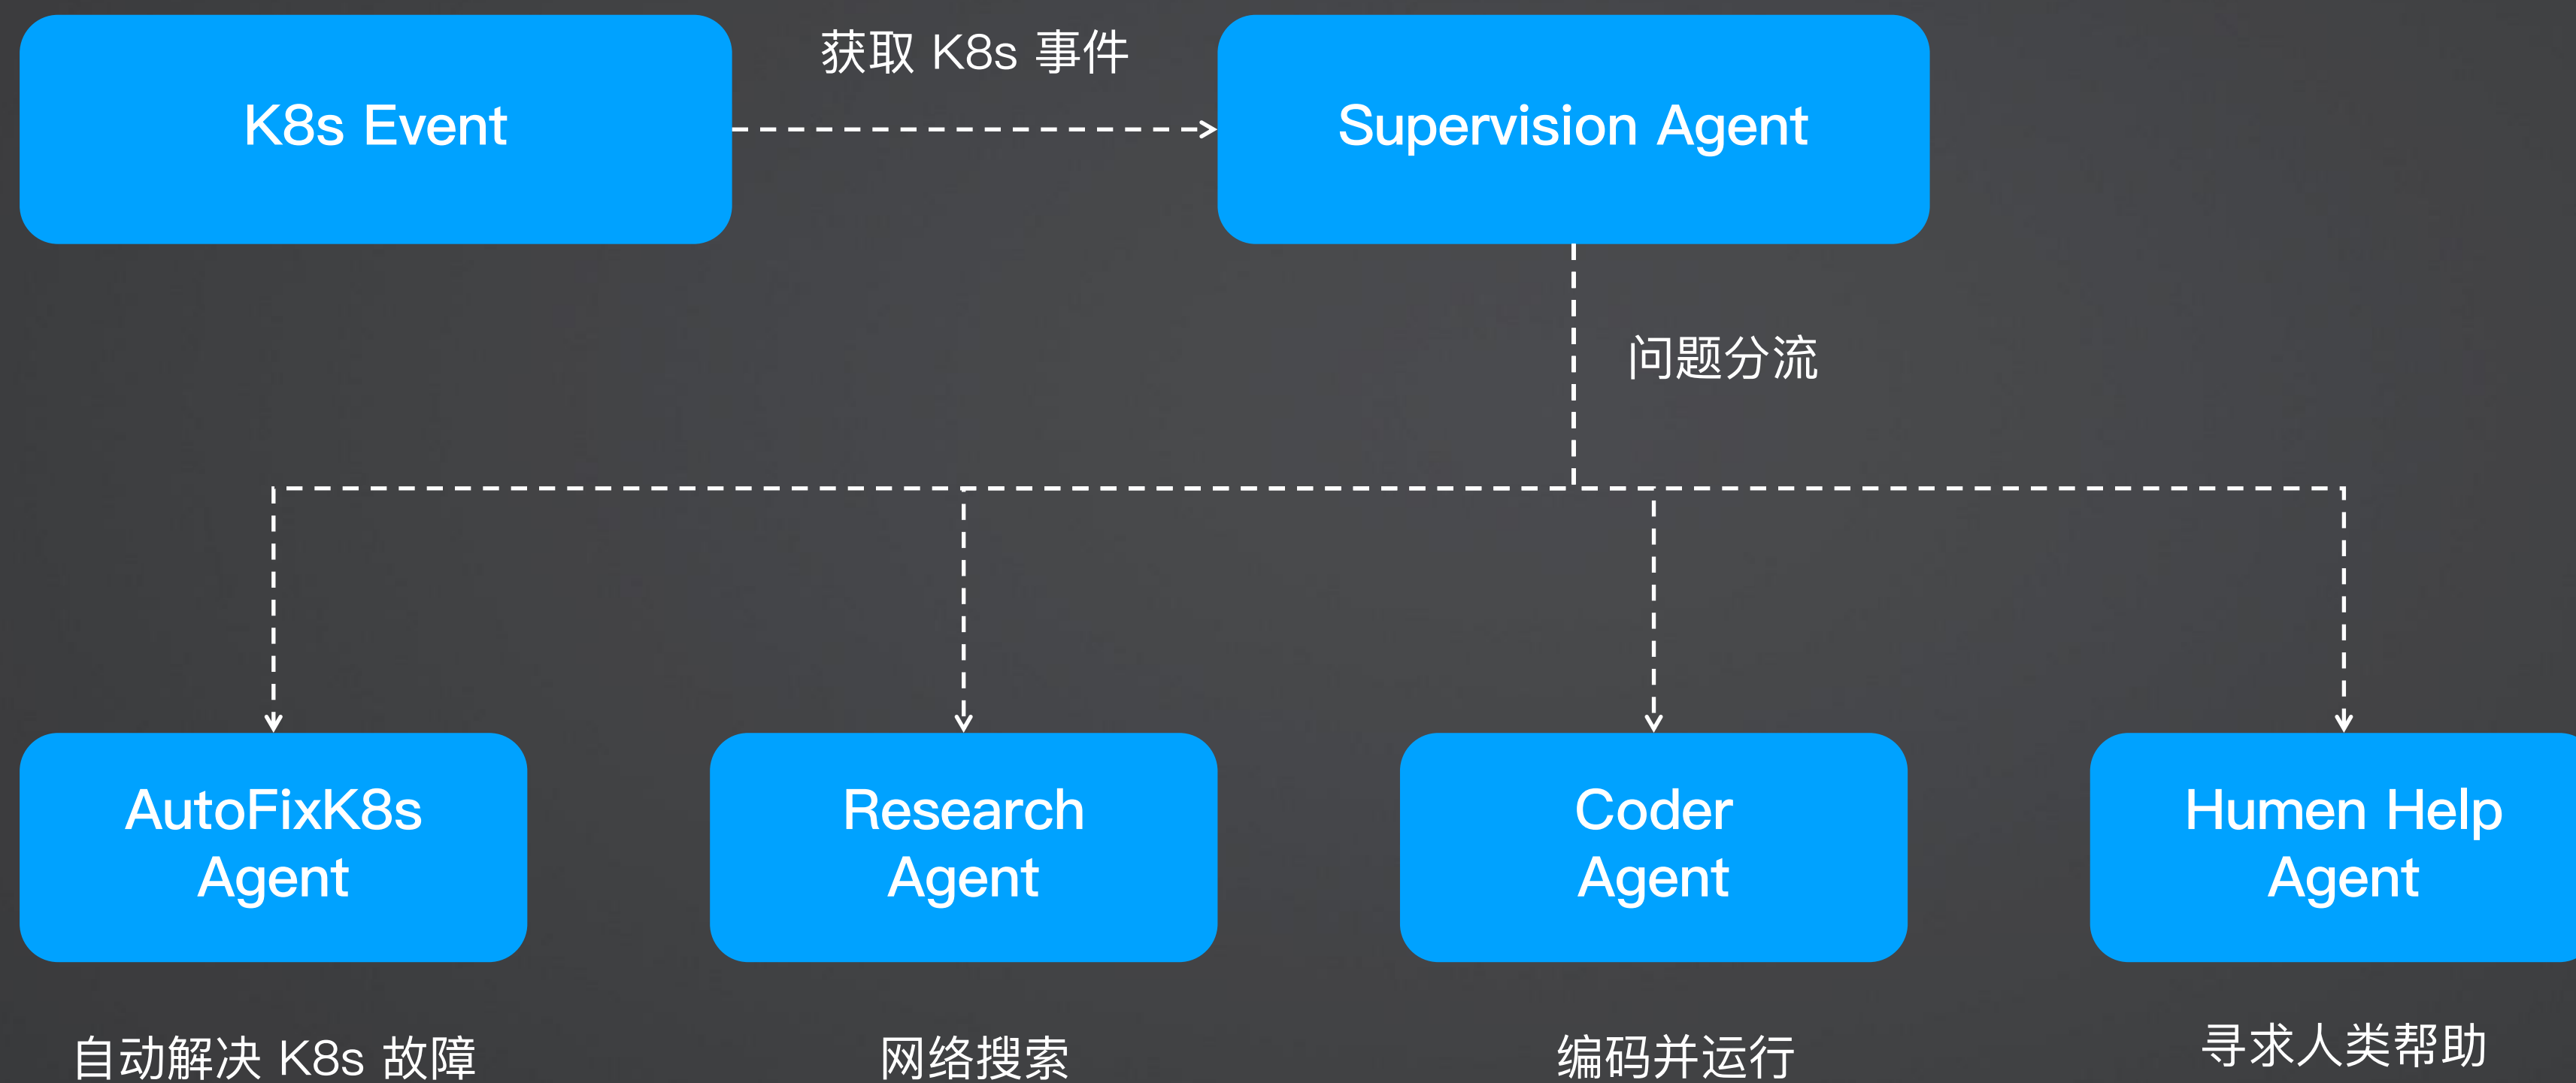 K8s Event
获取 K8s 事件
Supervision Agent
问题分流
AutoFixK8s
Agent
Research
Agent
Coder
Agent
Human Help
Agent
自动解决 K8s 故障
网络搜索
编码并运行
寻求人类帮助